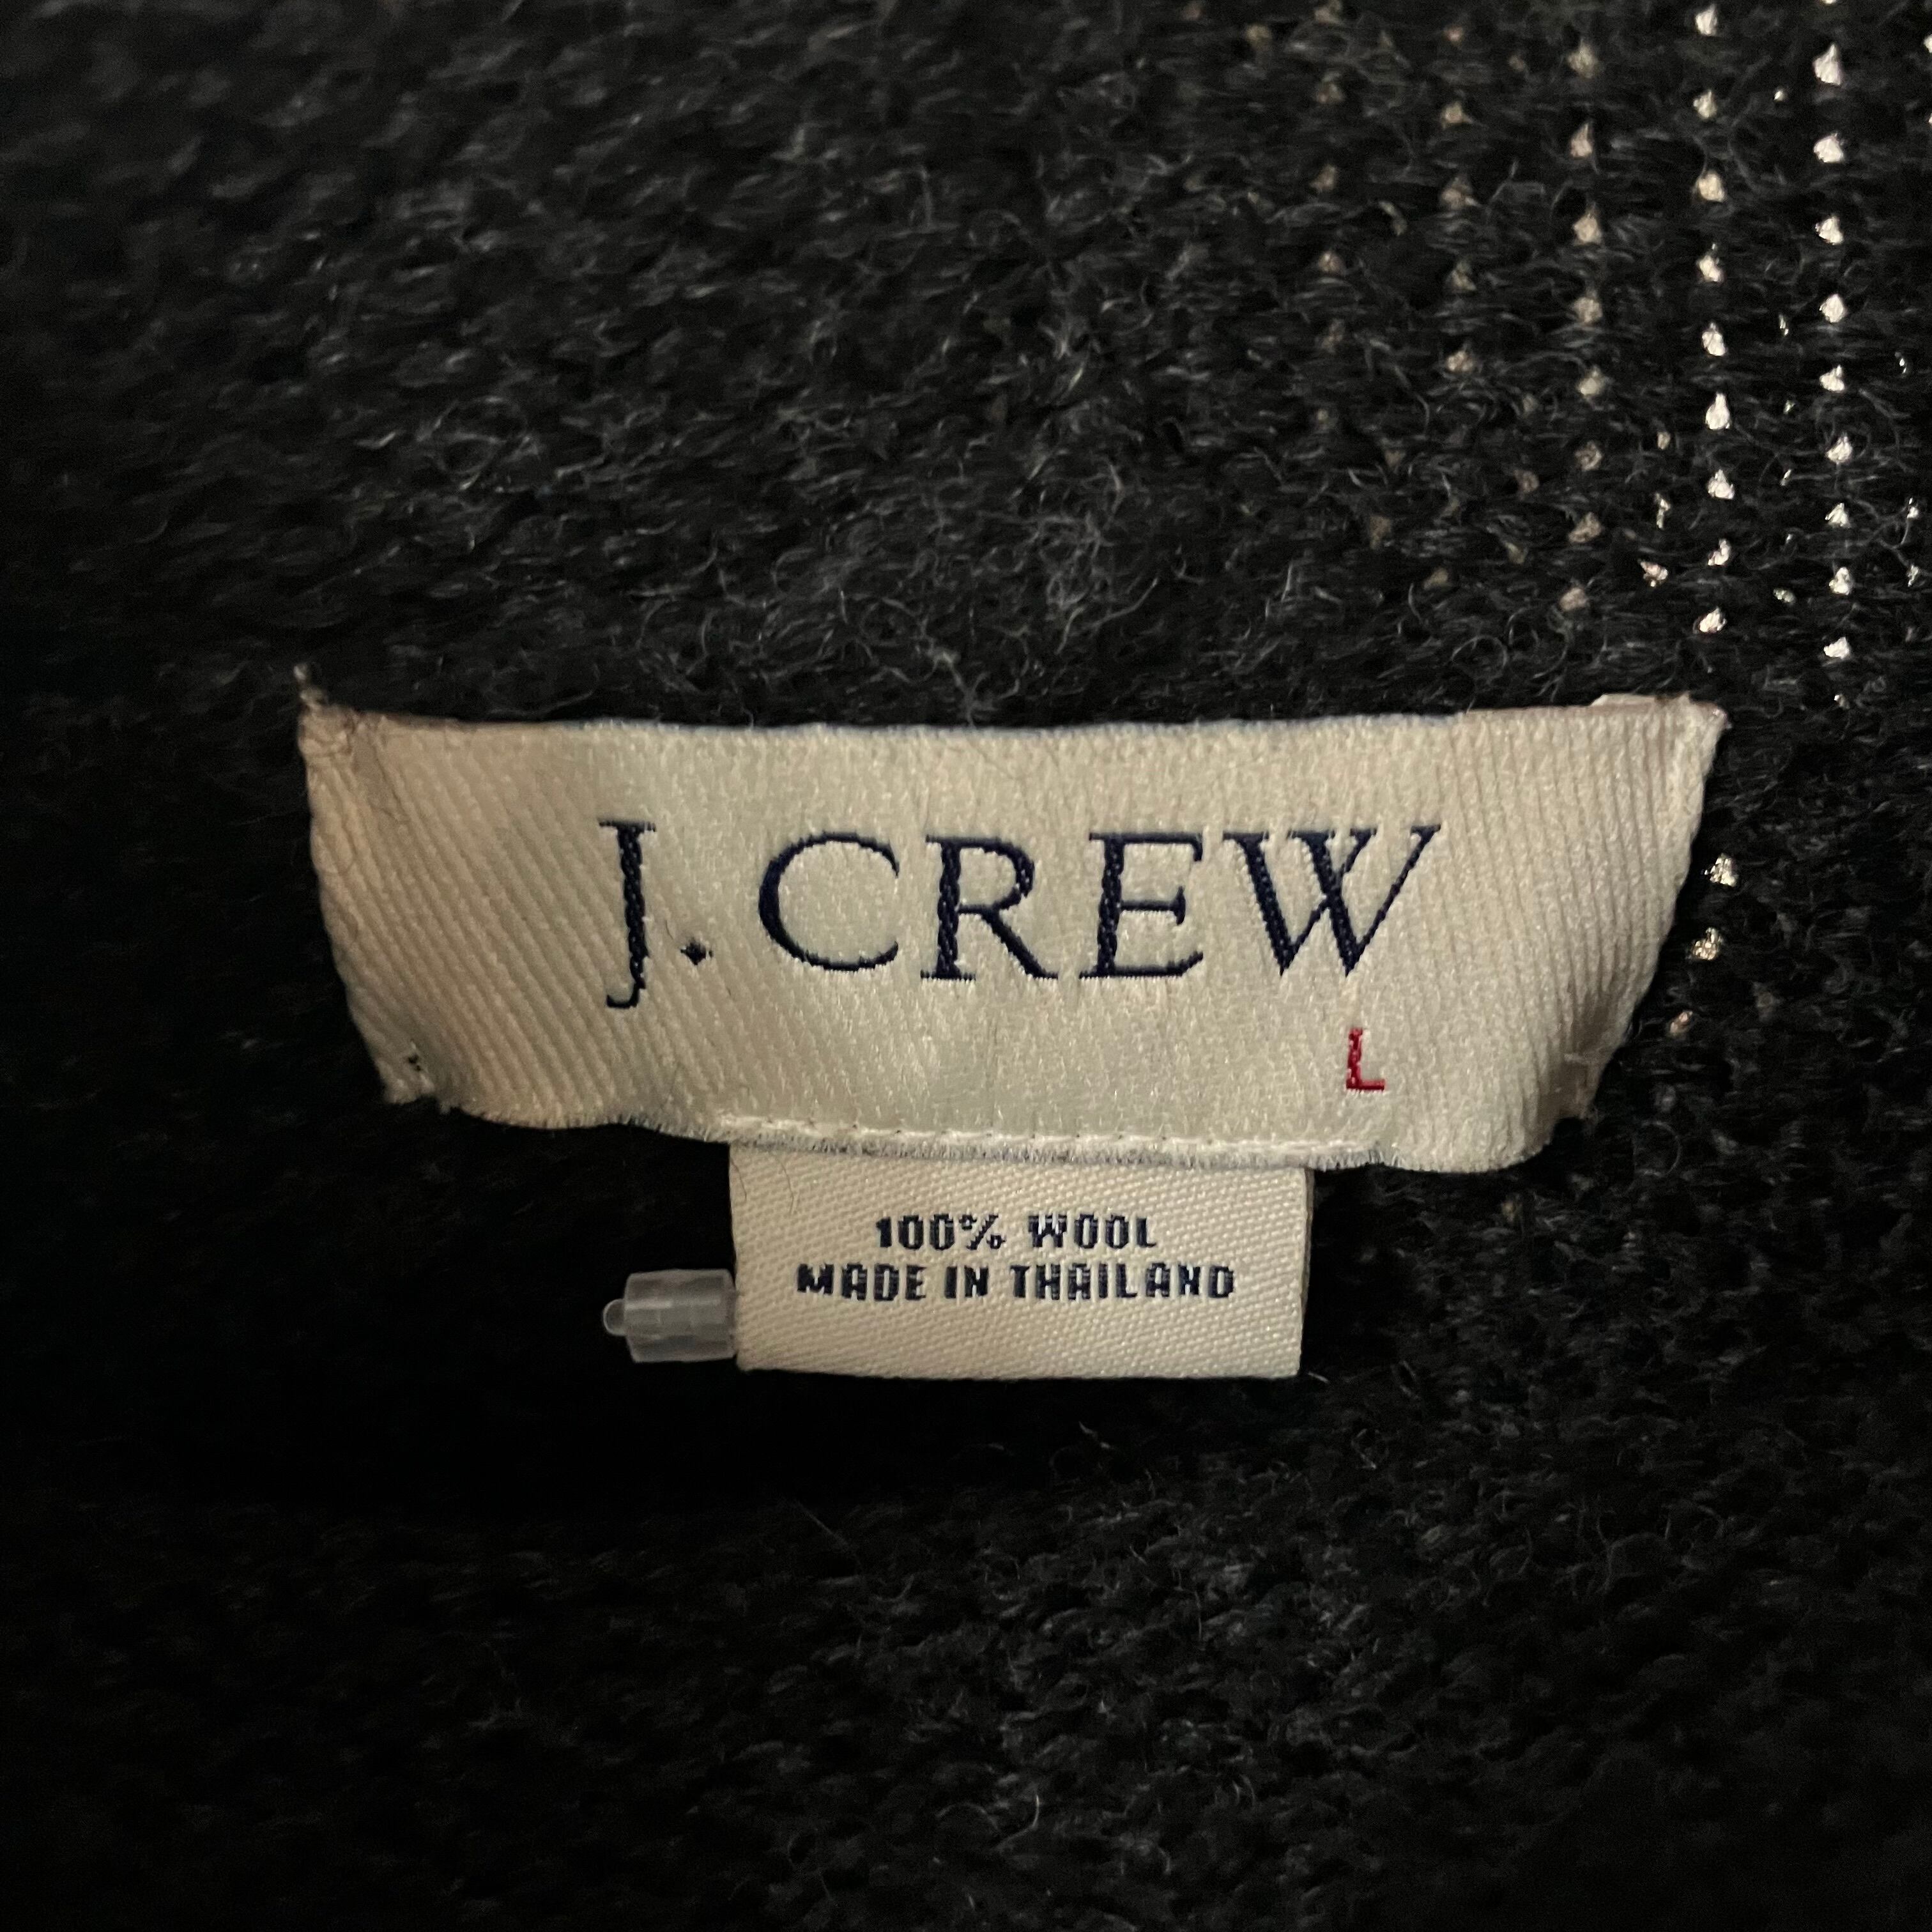 J. CREW
L
100% WOOL
MADE IN THAILAND